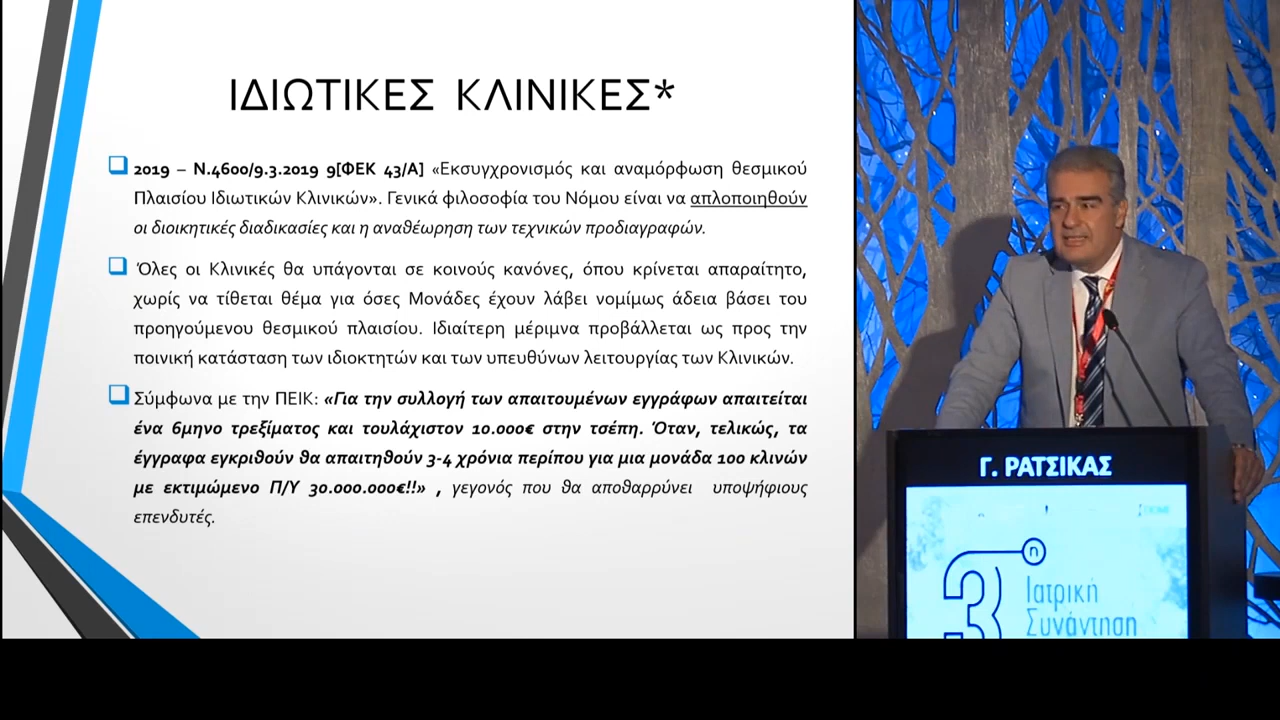 ΙΔΙΩΤΙΚΕΣ ΚΛΙΝΙΚΕΣ*
2019 – Ν.4600/9.3.2019 9[ΦΕΚ 43/Α] «Εκσυγχρονισμός και αναμόρφωση θεσμικού
Πλαισίου Ιδιωτικών Κλινικών». Γενικά φιλοσοφία του Νόμου είναι να απλοποιηθούν
οι διοικητικές διαδικασίες και η αναθέωρηση των τεχνικών προδιαγραφών.
Όλες οι Κλινικές θα υπάγονται σε κοινούς κανόνες, όπου κρίνεται απαραίτητο,
χωρίς να τίθεται θέμα για όσες Μονάδες έχουν λάβει νομίμως άδεια βάσει του
προηγούμενου θεσμικού πλαισίου. Ιδιαίτερη μέριμνα προβάλλεται ως προς την
ποινική κατάσταση των ιδιοκτητών και των υπευθύνων λειτουργίας των Κλινικών.
Σύμφωνα με την ΠΕΙΚ: «Για την συλλογή των απαιτουμένων εγγράφων απαιτείται
ένα 6μηνο τρεξίματος και τουλάχιστον 10.000€ στην τσέπη. Όταν, τελικώς, τα
έγγραφα εγκριθούν θα απαιτηθούν 3-4 χρόνια περίπου για μια μονάδα 100 κλινών
με εκτιμώμενο Π/Υ 30.000.000€!!» , γεγονός που θα αποθαρρύνει υποψήφιους
επενδυτές.
Γ. ΡΑΤΣΙΚΑΣ
3η
Ιατρική
Συνάντηση